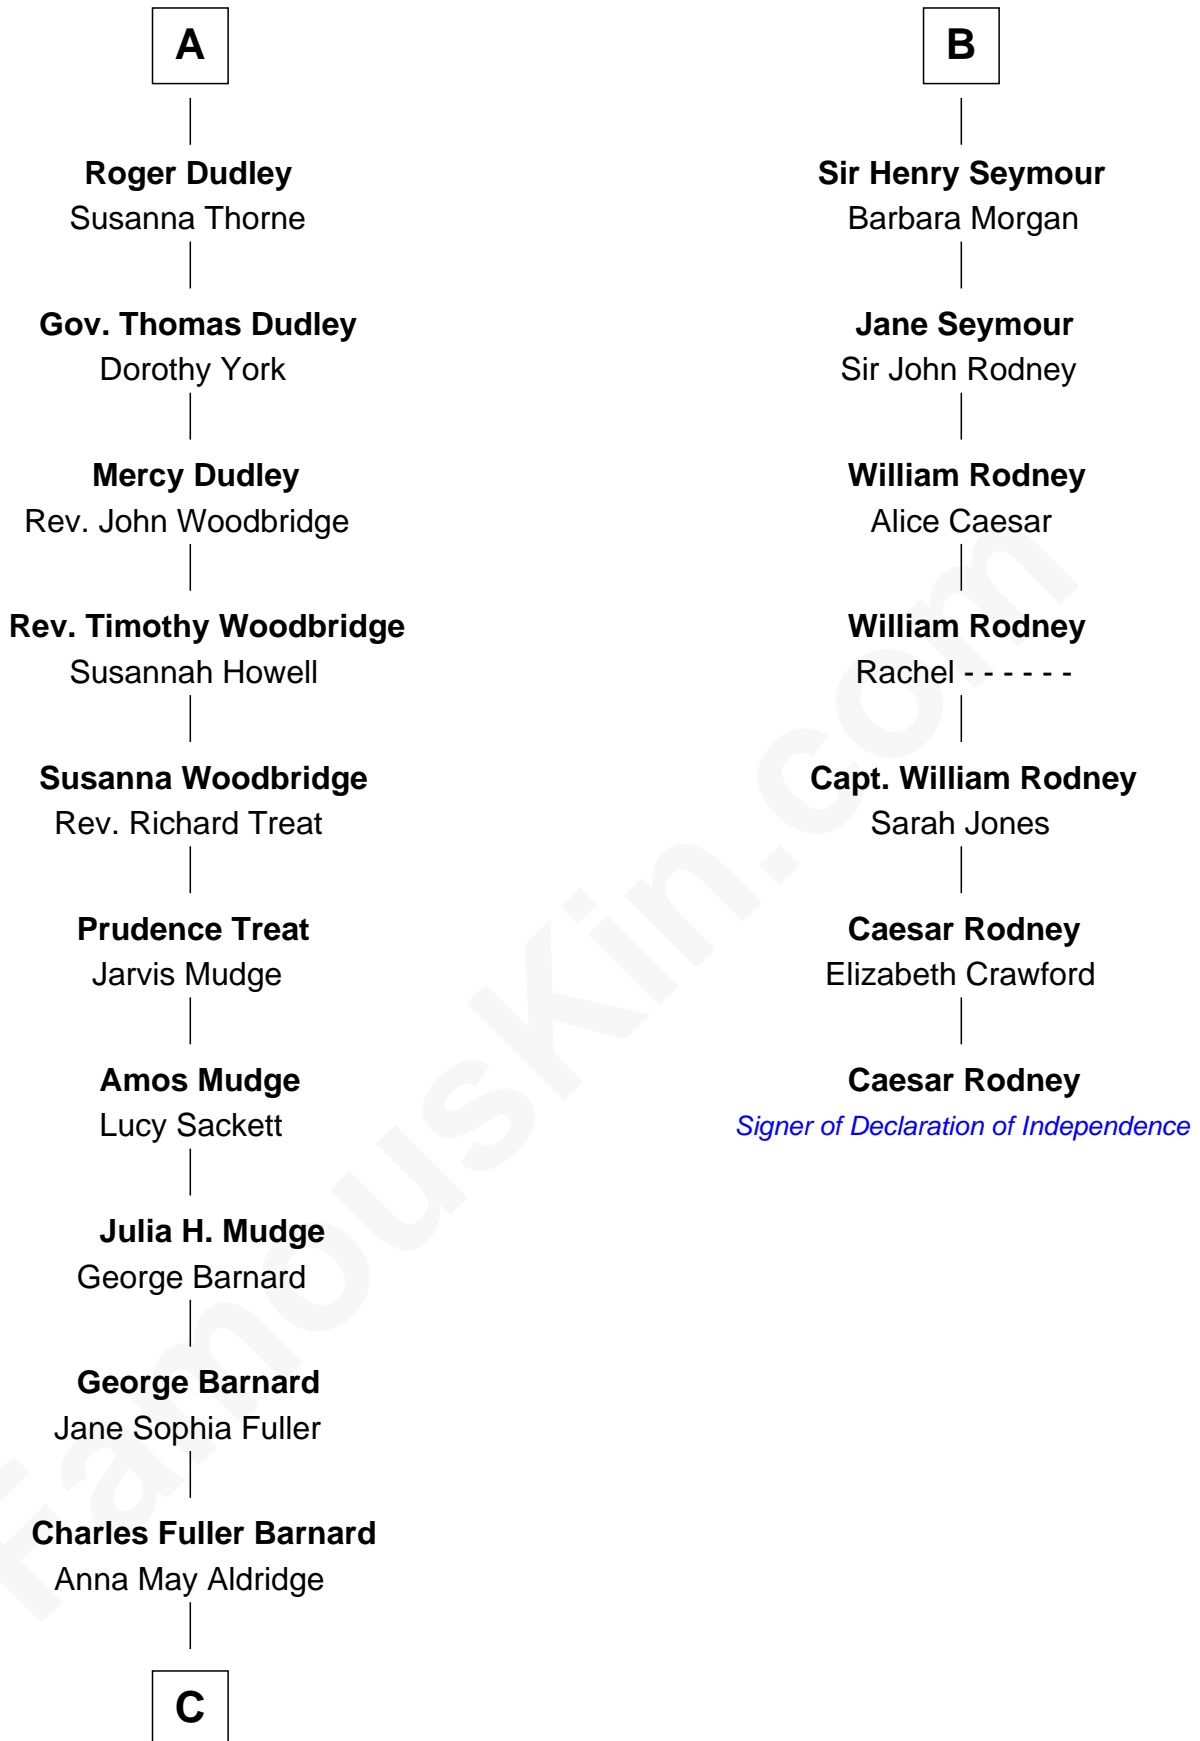 A
Roger Dudley
Susanna Thorne
Gov. Thomas Dudley
Dorothy York
Mercy Dudley
Rev. John Woodbridge
Rev. Timothy Woodbridge
Susannah Howell
Susanna Woodbridge
Rev. Richard Treat
Prudence Treat
Jarvis Mudge
Amos Mudge
Lucy Sackett
Julia H. Mudge
George Barnard
George Barnard
Jane Sophia Fuller
Charles Fuller Barnard
Anna May Aldridge
C
B
Sir Henry Seymour
Barbara Morgan
Jane Seymour
Sir John Rodney
William Rodney
Alice Caesar
William Rodney
Rachel - - - - - -
Capt. William Rodney
Sarah Jones
Caesar Rodney
Elizabeth Crawford
Caesar Rodney
Signer of Declaration of Independence
FamousKin.com